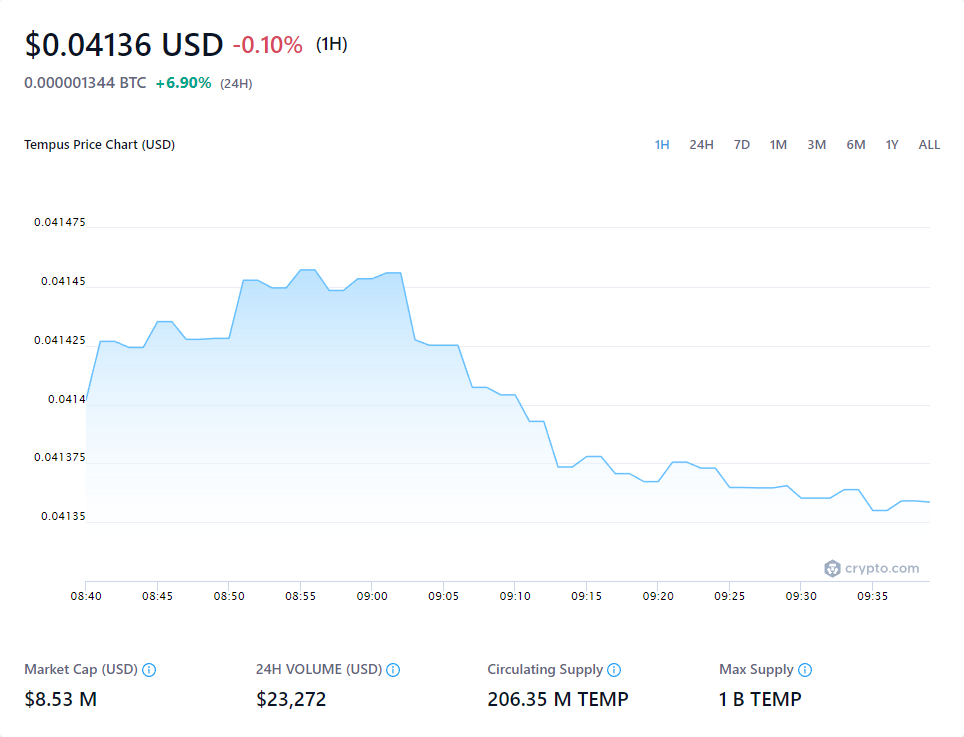 $0.04136 USD -0.10% (1H)
0.000001344 BTC +6.90% (24H)
Tempus Price Chart (USD) 1H 24H 7D 1M 3M 6M 1Y ALL
0.041475
0.04145
0.041425
0.0414
0.041375
0.04135
crypto.com
08:40 08:45 08:50 08:55 09:00 09:05 09:10 09:15 09:20 09:25 09:30 09:35
Market Cap (USD) 24H VOLUME (USD) Circulating Supply Max Supply
$8.53 M $23,272 206.35 M TEMP 1 B TEMP